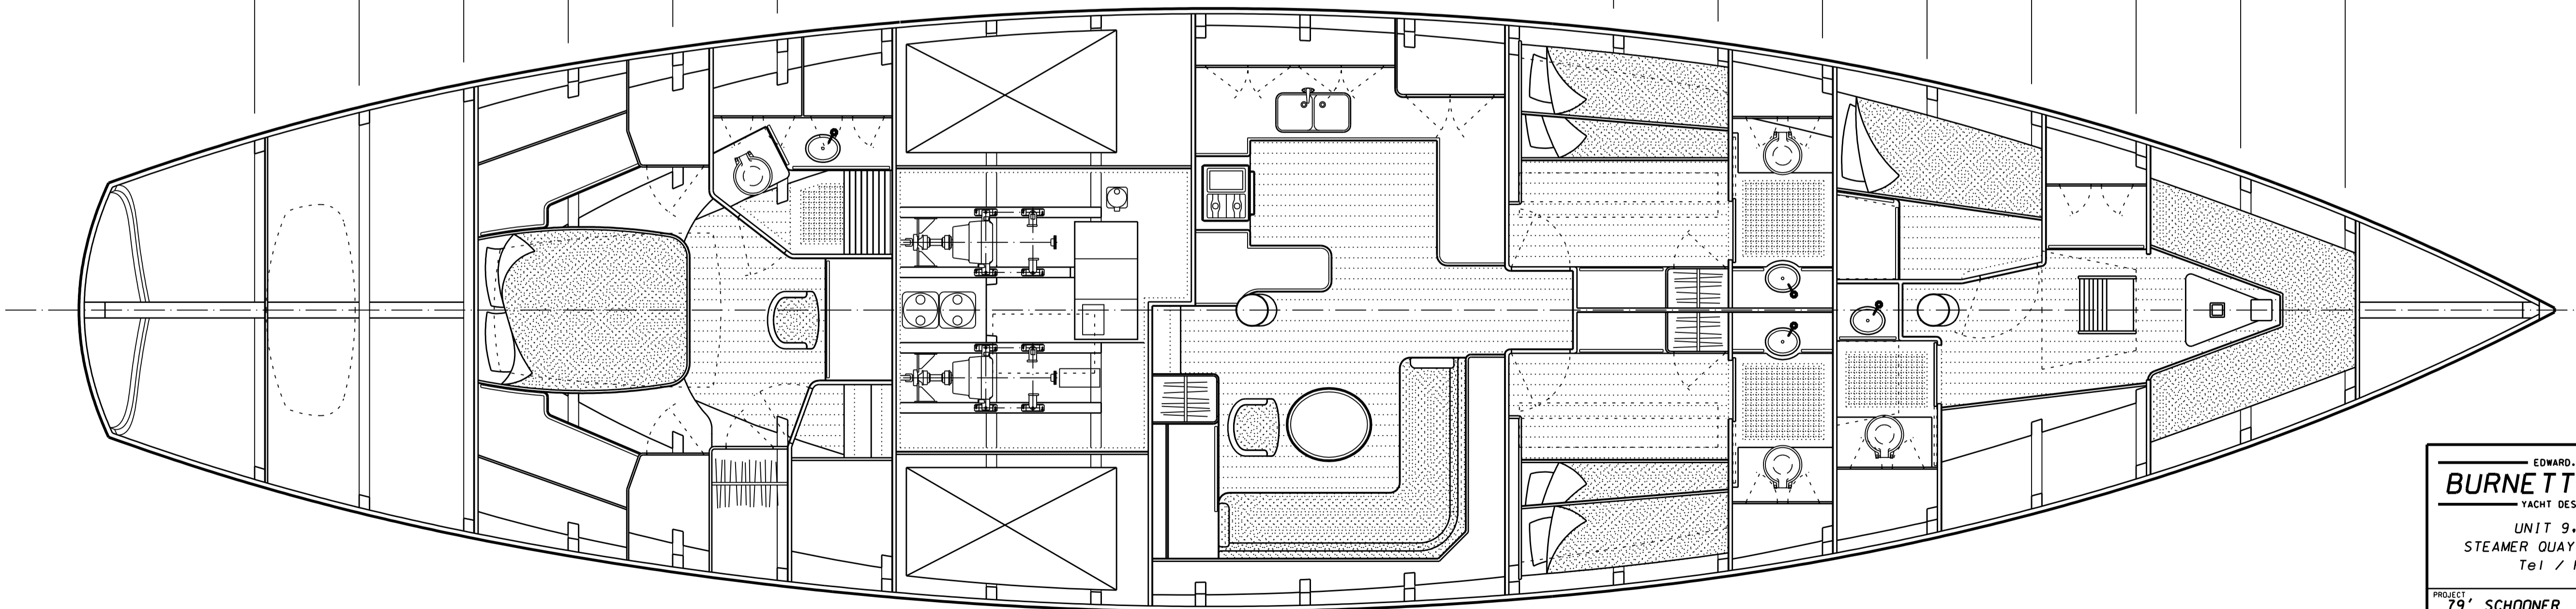 EDWARD.
BURNETT
YACHT DES
UNIT 9.
STEAMER QUAY
Tel /
PROJECT
79' SCHOONER